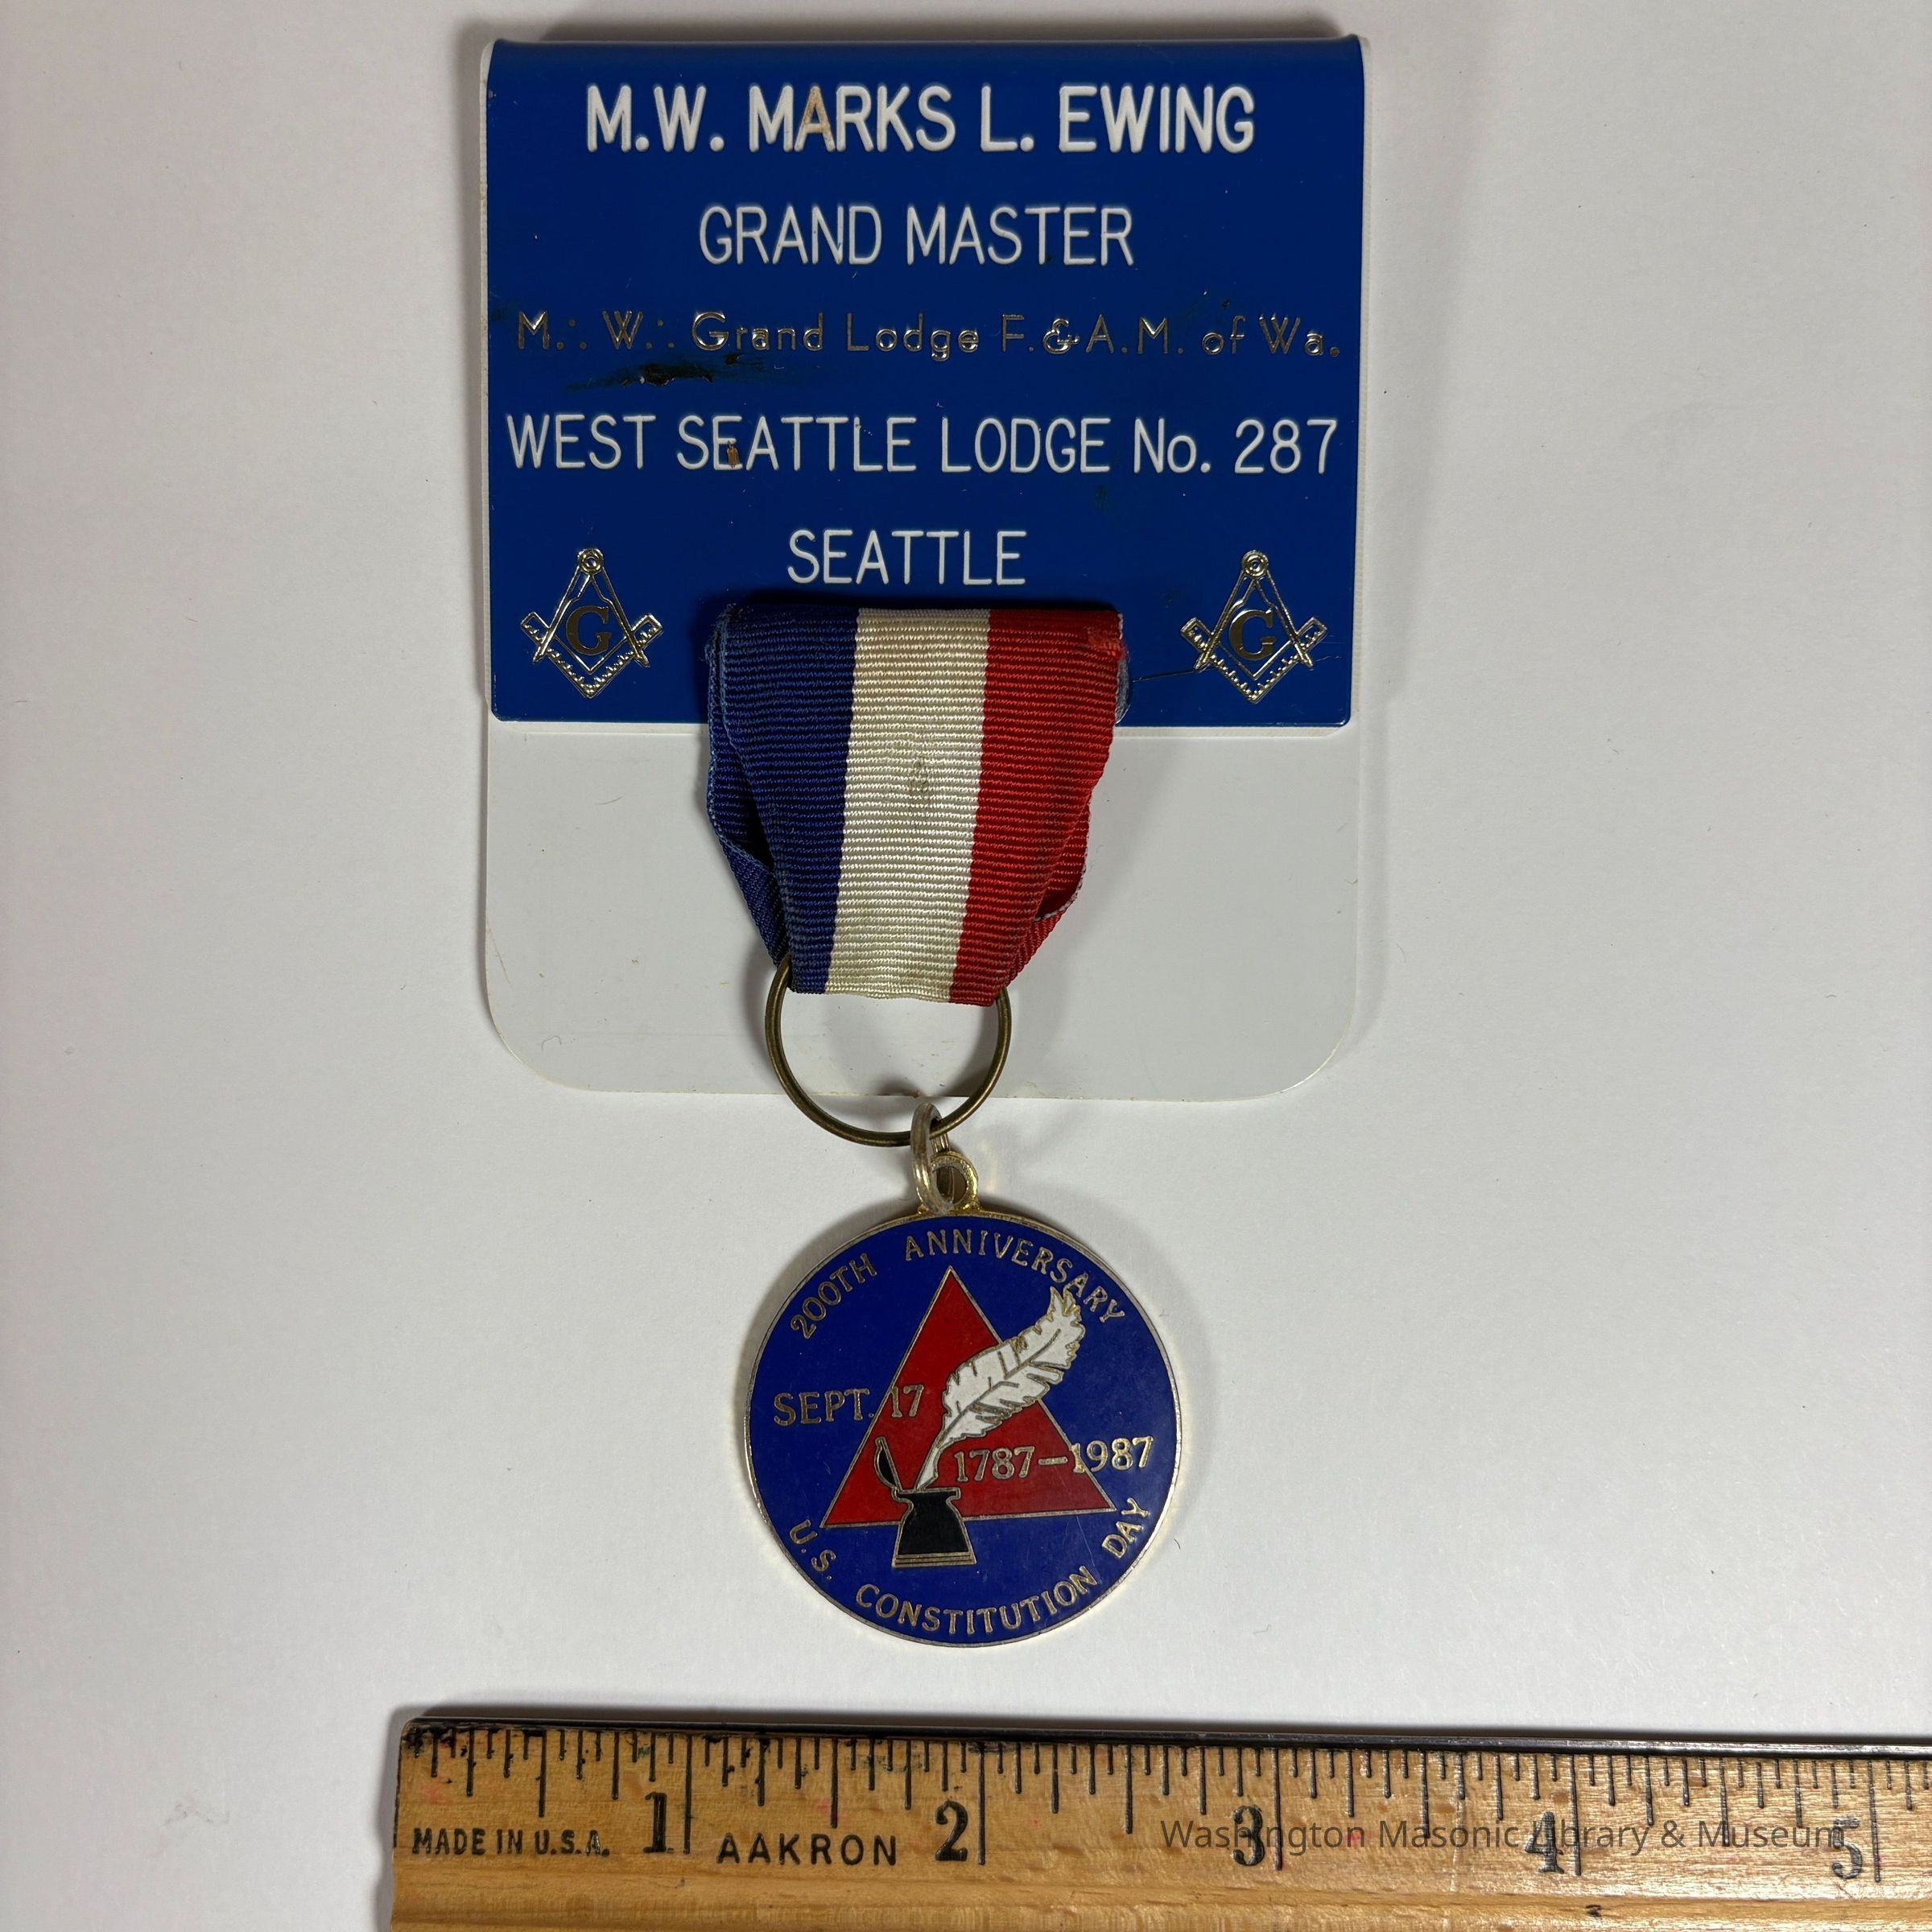 M.W. MARKS L. EWING
GRAND MASTER
M.∴ W.∴ Grand Lodge F.&A.M. of Wa.
WEST SEATTLE LODGE No. 287
SEATTLE
G
G
200TH ANNIVERSARY
SEPT. 17
1787-1987
U.S. CONSTITUTION DAY
1 2 3 4 5
MADE IN U.S.A. AAKRON
Washington Masonic Library & Museum